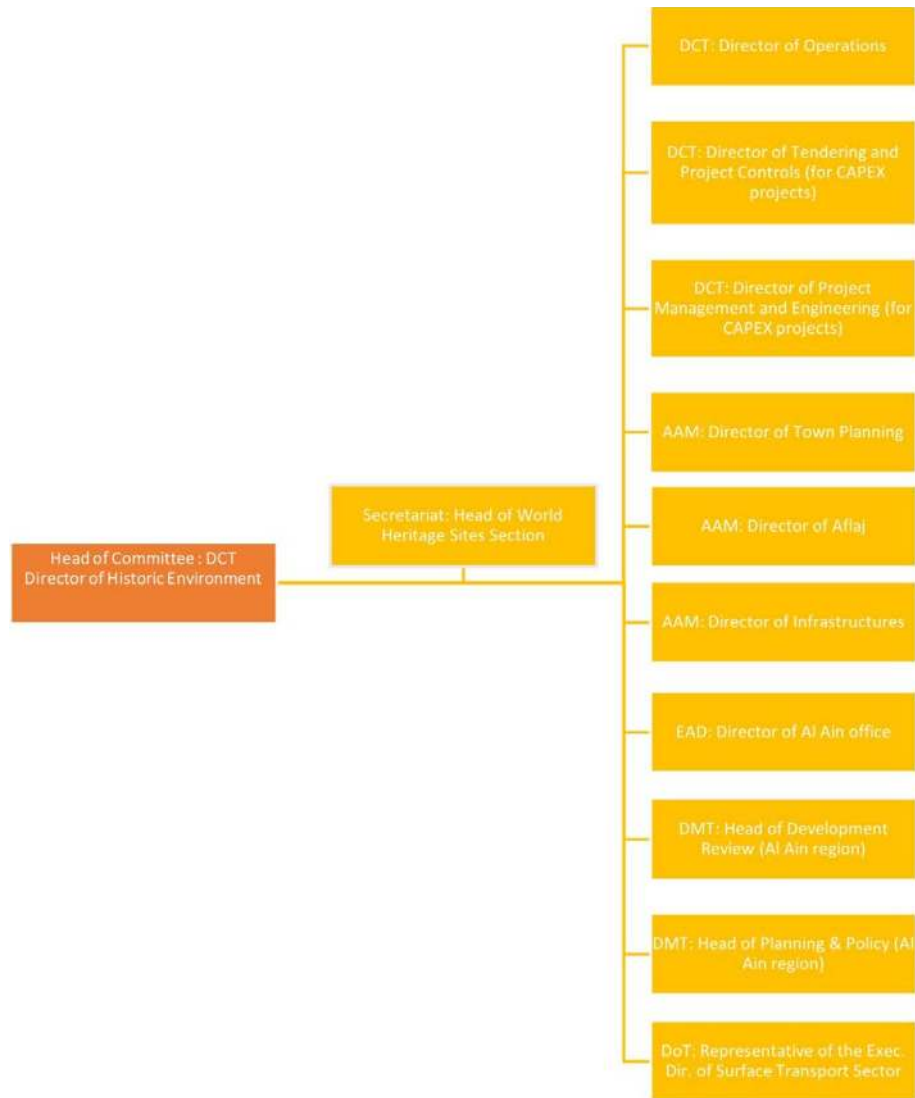 DCT: Director of Operations
DCT: Director of Tendering and
Project Controls (for CAPEX
projects)
DCT: Director of Project
Management and Engineering (for
CAPEX projects)
AAM: Director of Town Planning
Secretariat: Head of World
Heritage Sites Section
AAM: Director of Aflaj
Head of Committee : DCT
Director of Historic Environment
AAM: Director of Infrastructures
EAD: Director of Al Ain office
DMT: Head of Development
Review (Al Ain region)
DMT: Head of Planning & Policy (Al
Ain region)
DoT: Representative of the Exec.
Dir. of Surface Transport Sector